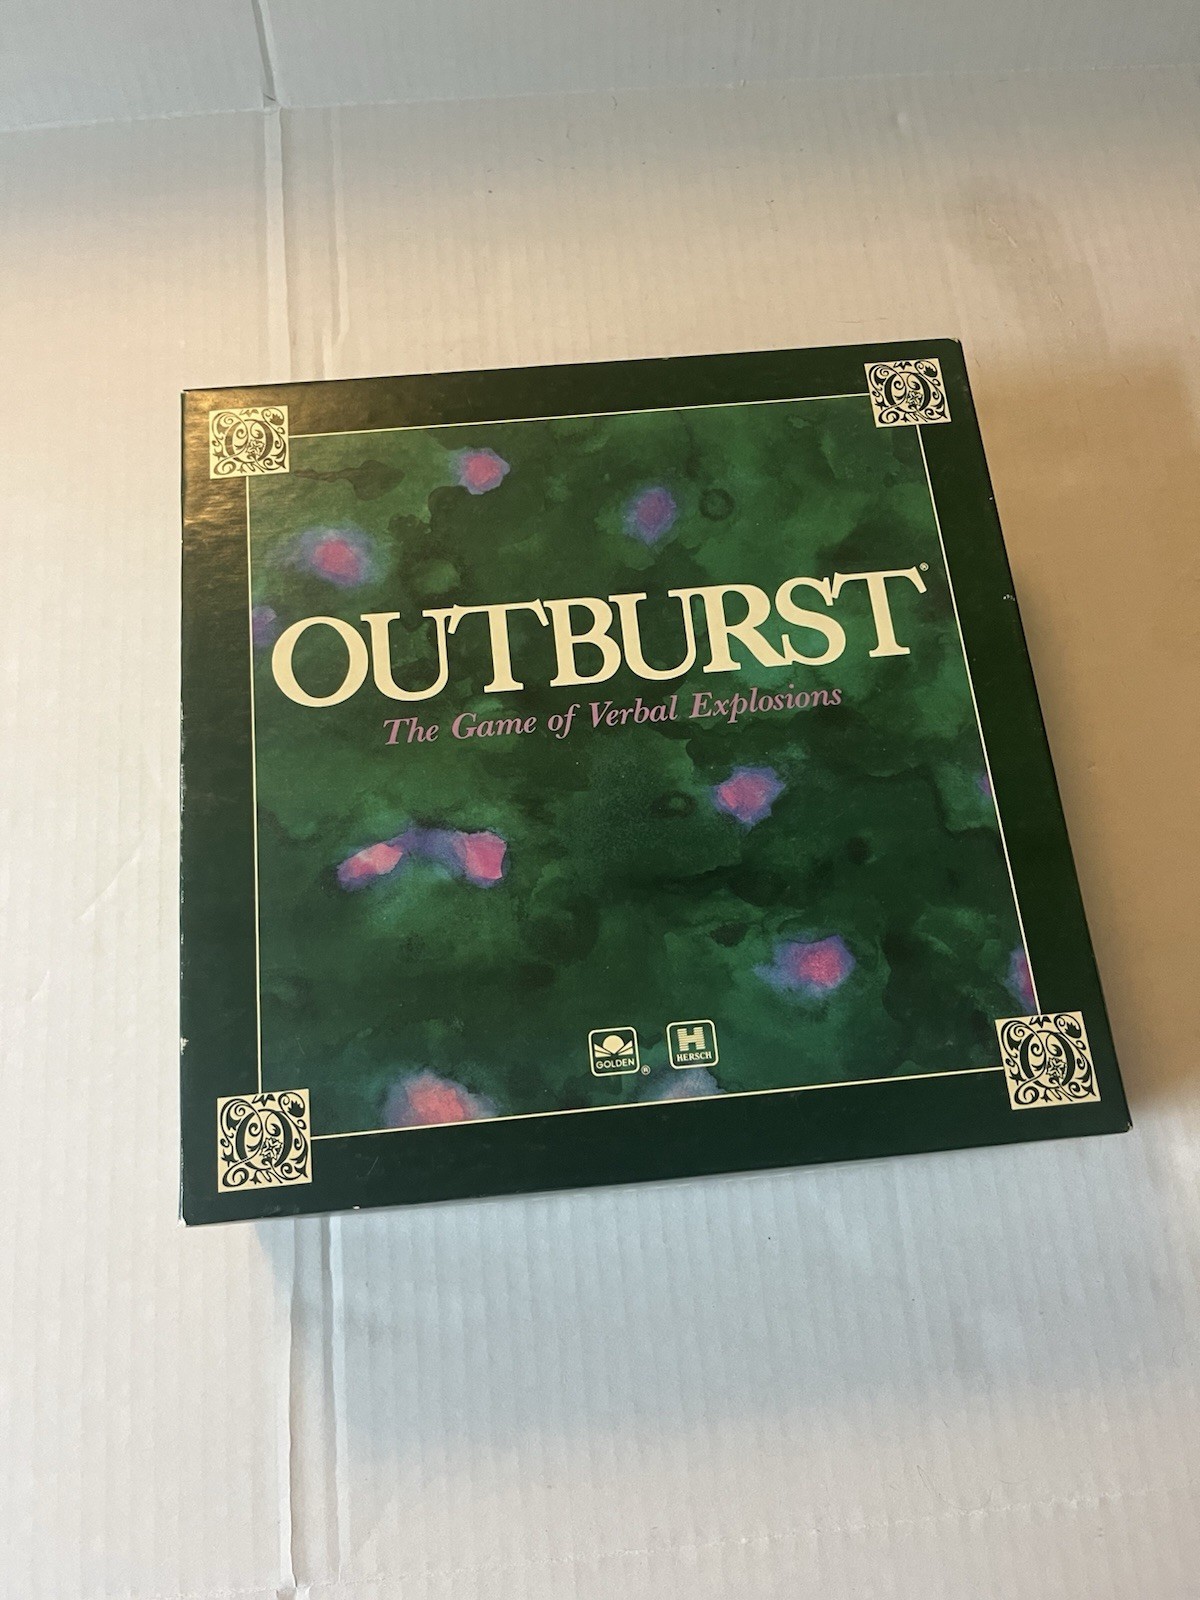 OUTBURST®
The Game of Verbal Explosions
GOLDEN ®
H
HERSCH